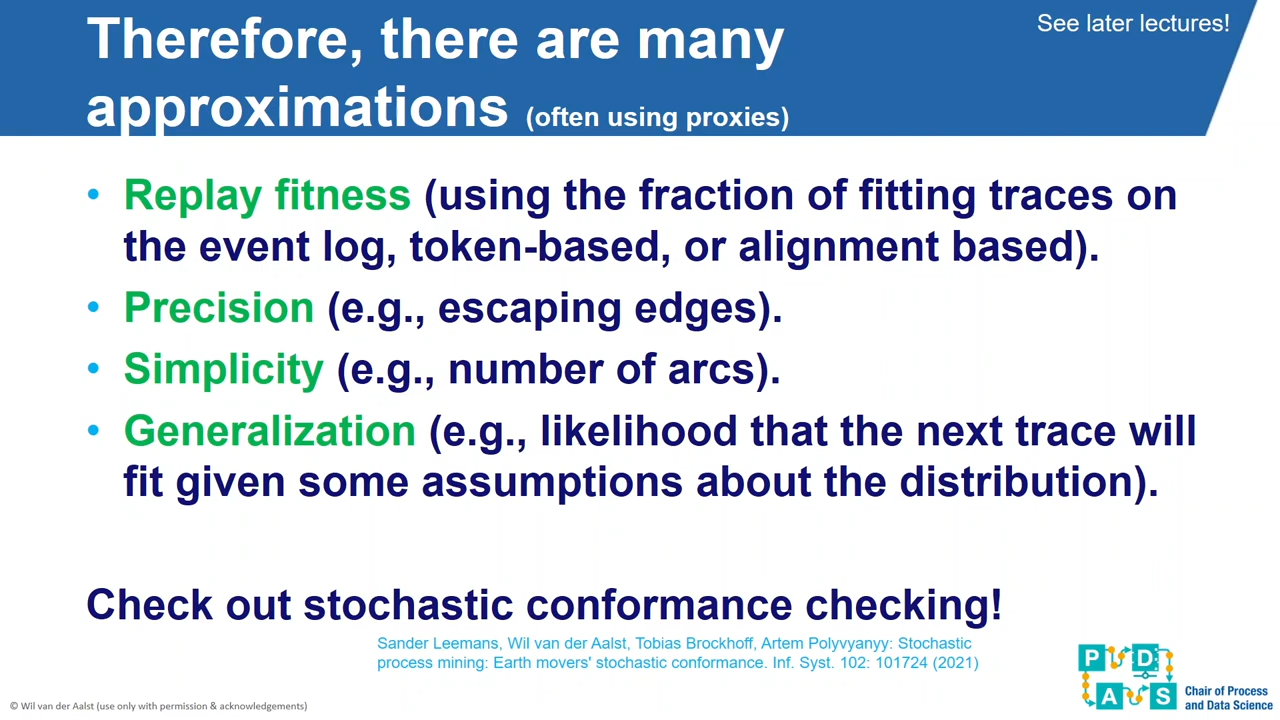 See later lectures!
Therefore, there are many
approximations (often using proxies)
• Replay fitness (using the fraction of fitting traces on
the event log, token-based, or alignment based).
• Precision (e.g., escaping edges).
• Simplicity (e.g., number of arcs).
• Generalization (e.g., likelihood that the next trace will
fit given some assumptions about the distribution).
Check out stochastic conformance checking!
Sander Leemans, Wil van der Aalst, Tobias Brockhoff, Artem Polyvyanyy: Stochastic
process mining: Earth movers' stochastic conformance. Inf. Syst. 102: 101724 (2021)
P D
A S
Chair of Process
and Data Science
© Wil van der Aalst (use only with permission & acknowledgements)